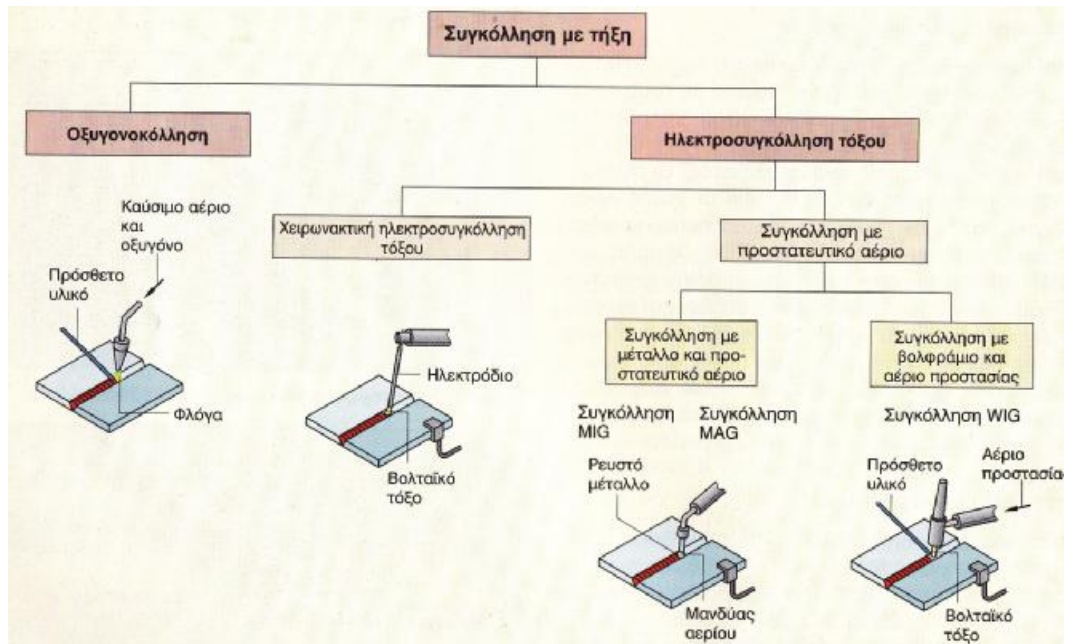 Συγκόλληση με τήξη
Οξυγονοκόλληση
Ηλεκτροσυγκόλληση τόξου
Καύσιμο αέριο
και
οξυγόνο
Πρόσθετο
υλικό
Φλόγα
Χειρωνακτική ηλεκτροσυγκόλληση
τόξου
Ηλεκτρόδιο
Βολταϊκό
τόξο
Συγκόλληση με
προστατευτικό αέριο
Συγκόλληση με
μέταλλο και προ-
στατευτικό αέριο
Συγκόλληση
MIG
Συγκόλληση
MAG
Ρευστό
μέταλλο
Μανδύας
αερίου
Συγκόλληση με
βολφράμιο και
αέριο προστασίας
Συγκόλληση WIG
Πρόσθετο
υλικό
Αέριο
προστασία
Βολταϊκό
τόξο